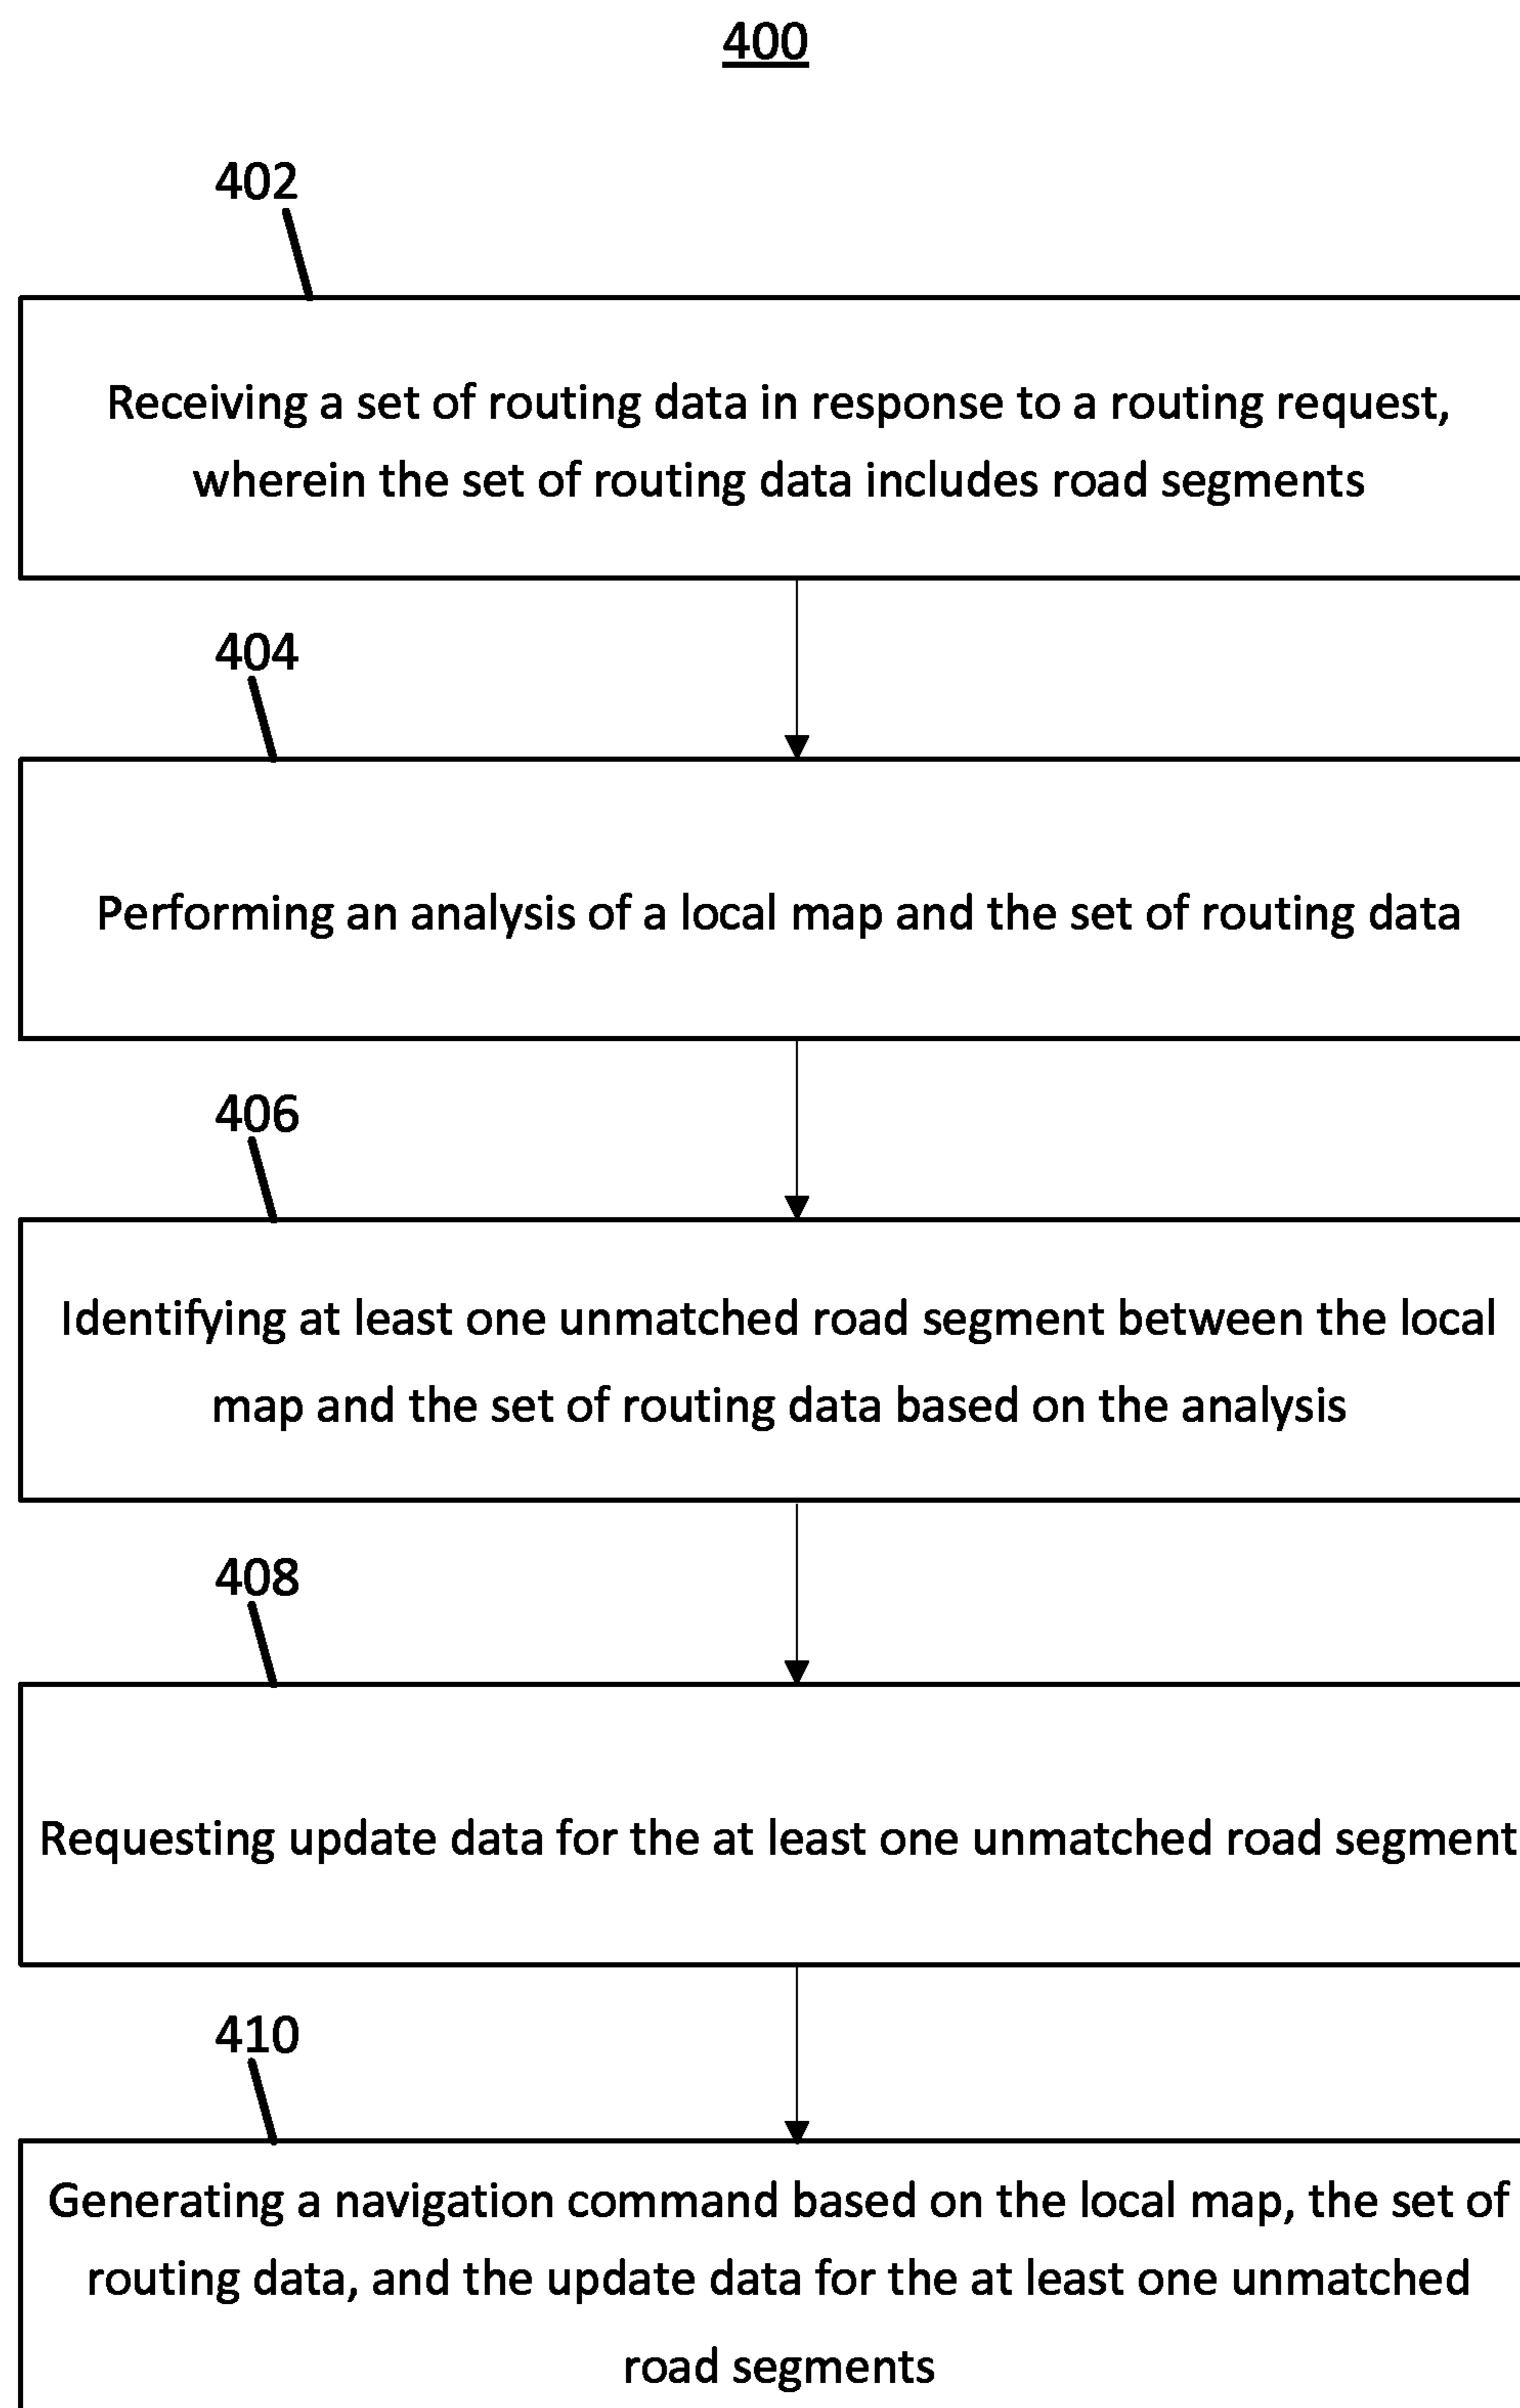 400
402
Receiving a set of routing data in response to a routing request,
wherein the set of routing data includes road segments
404
Performing an analysis of a local map and the set of routing data
406
Identifying at least one unmatched road segment between the local
map and the set of routing data based on the analysis
408
Requesting update data for the at least one unmatched road segment
410
Generating a navigation command based on the local map, the set of
routing data, and the update data for the at least one unmatched
road segments